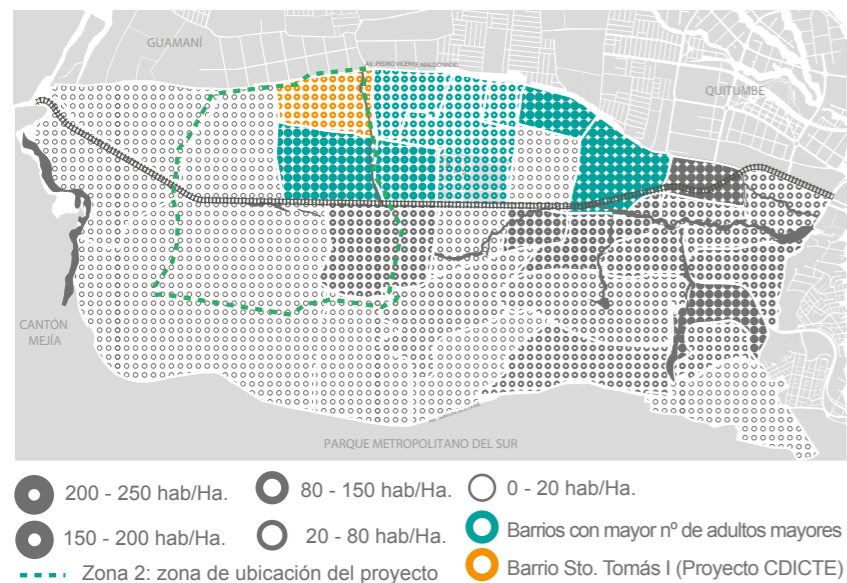 GUAMANÍ
AV. PEDRO VICENTE MALDONADO
QUITUMBE
CANTÓN
MEJÍA
PARQUE METROPOLITANO DEL SUR
200 - 250 hab/Ha.
80 - 150 hab/Ha.
0 - 20 hab/Ha.
150 - 200 hab/Ha.
20 - 80 hab/Ha.
Barrios con mayor nº de adultos mayores
Zona 2: zona de ubicación del proyecto
Barrio Sto. Tomás I (Proyecto CDICTE)